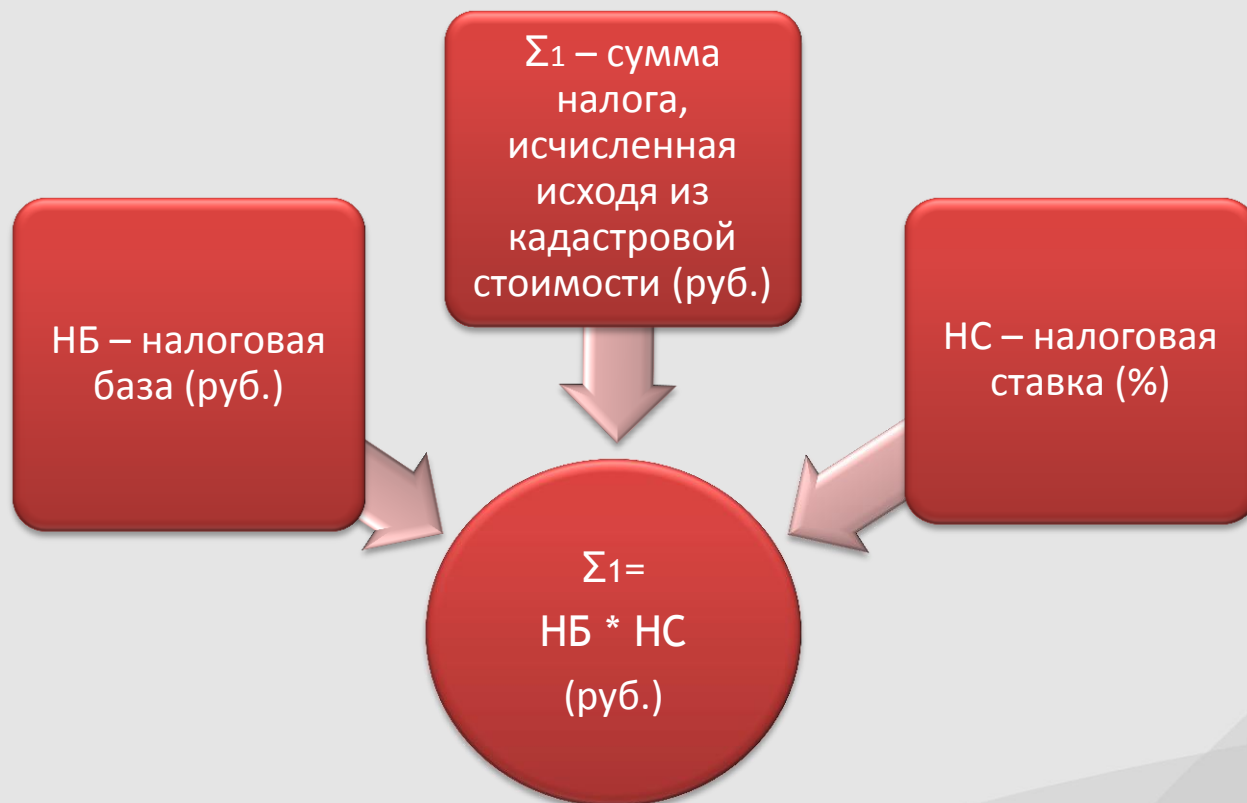 Σ1 – сумма
налога,
исчисленная
исходя из
кадастровой
стоимости (руб.)
НБ – налоговая
база (руб.)
НС – налоговая
ставка (%)
Σ1=
НБ * НС
(руб.)